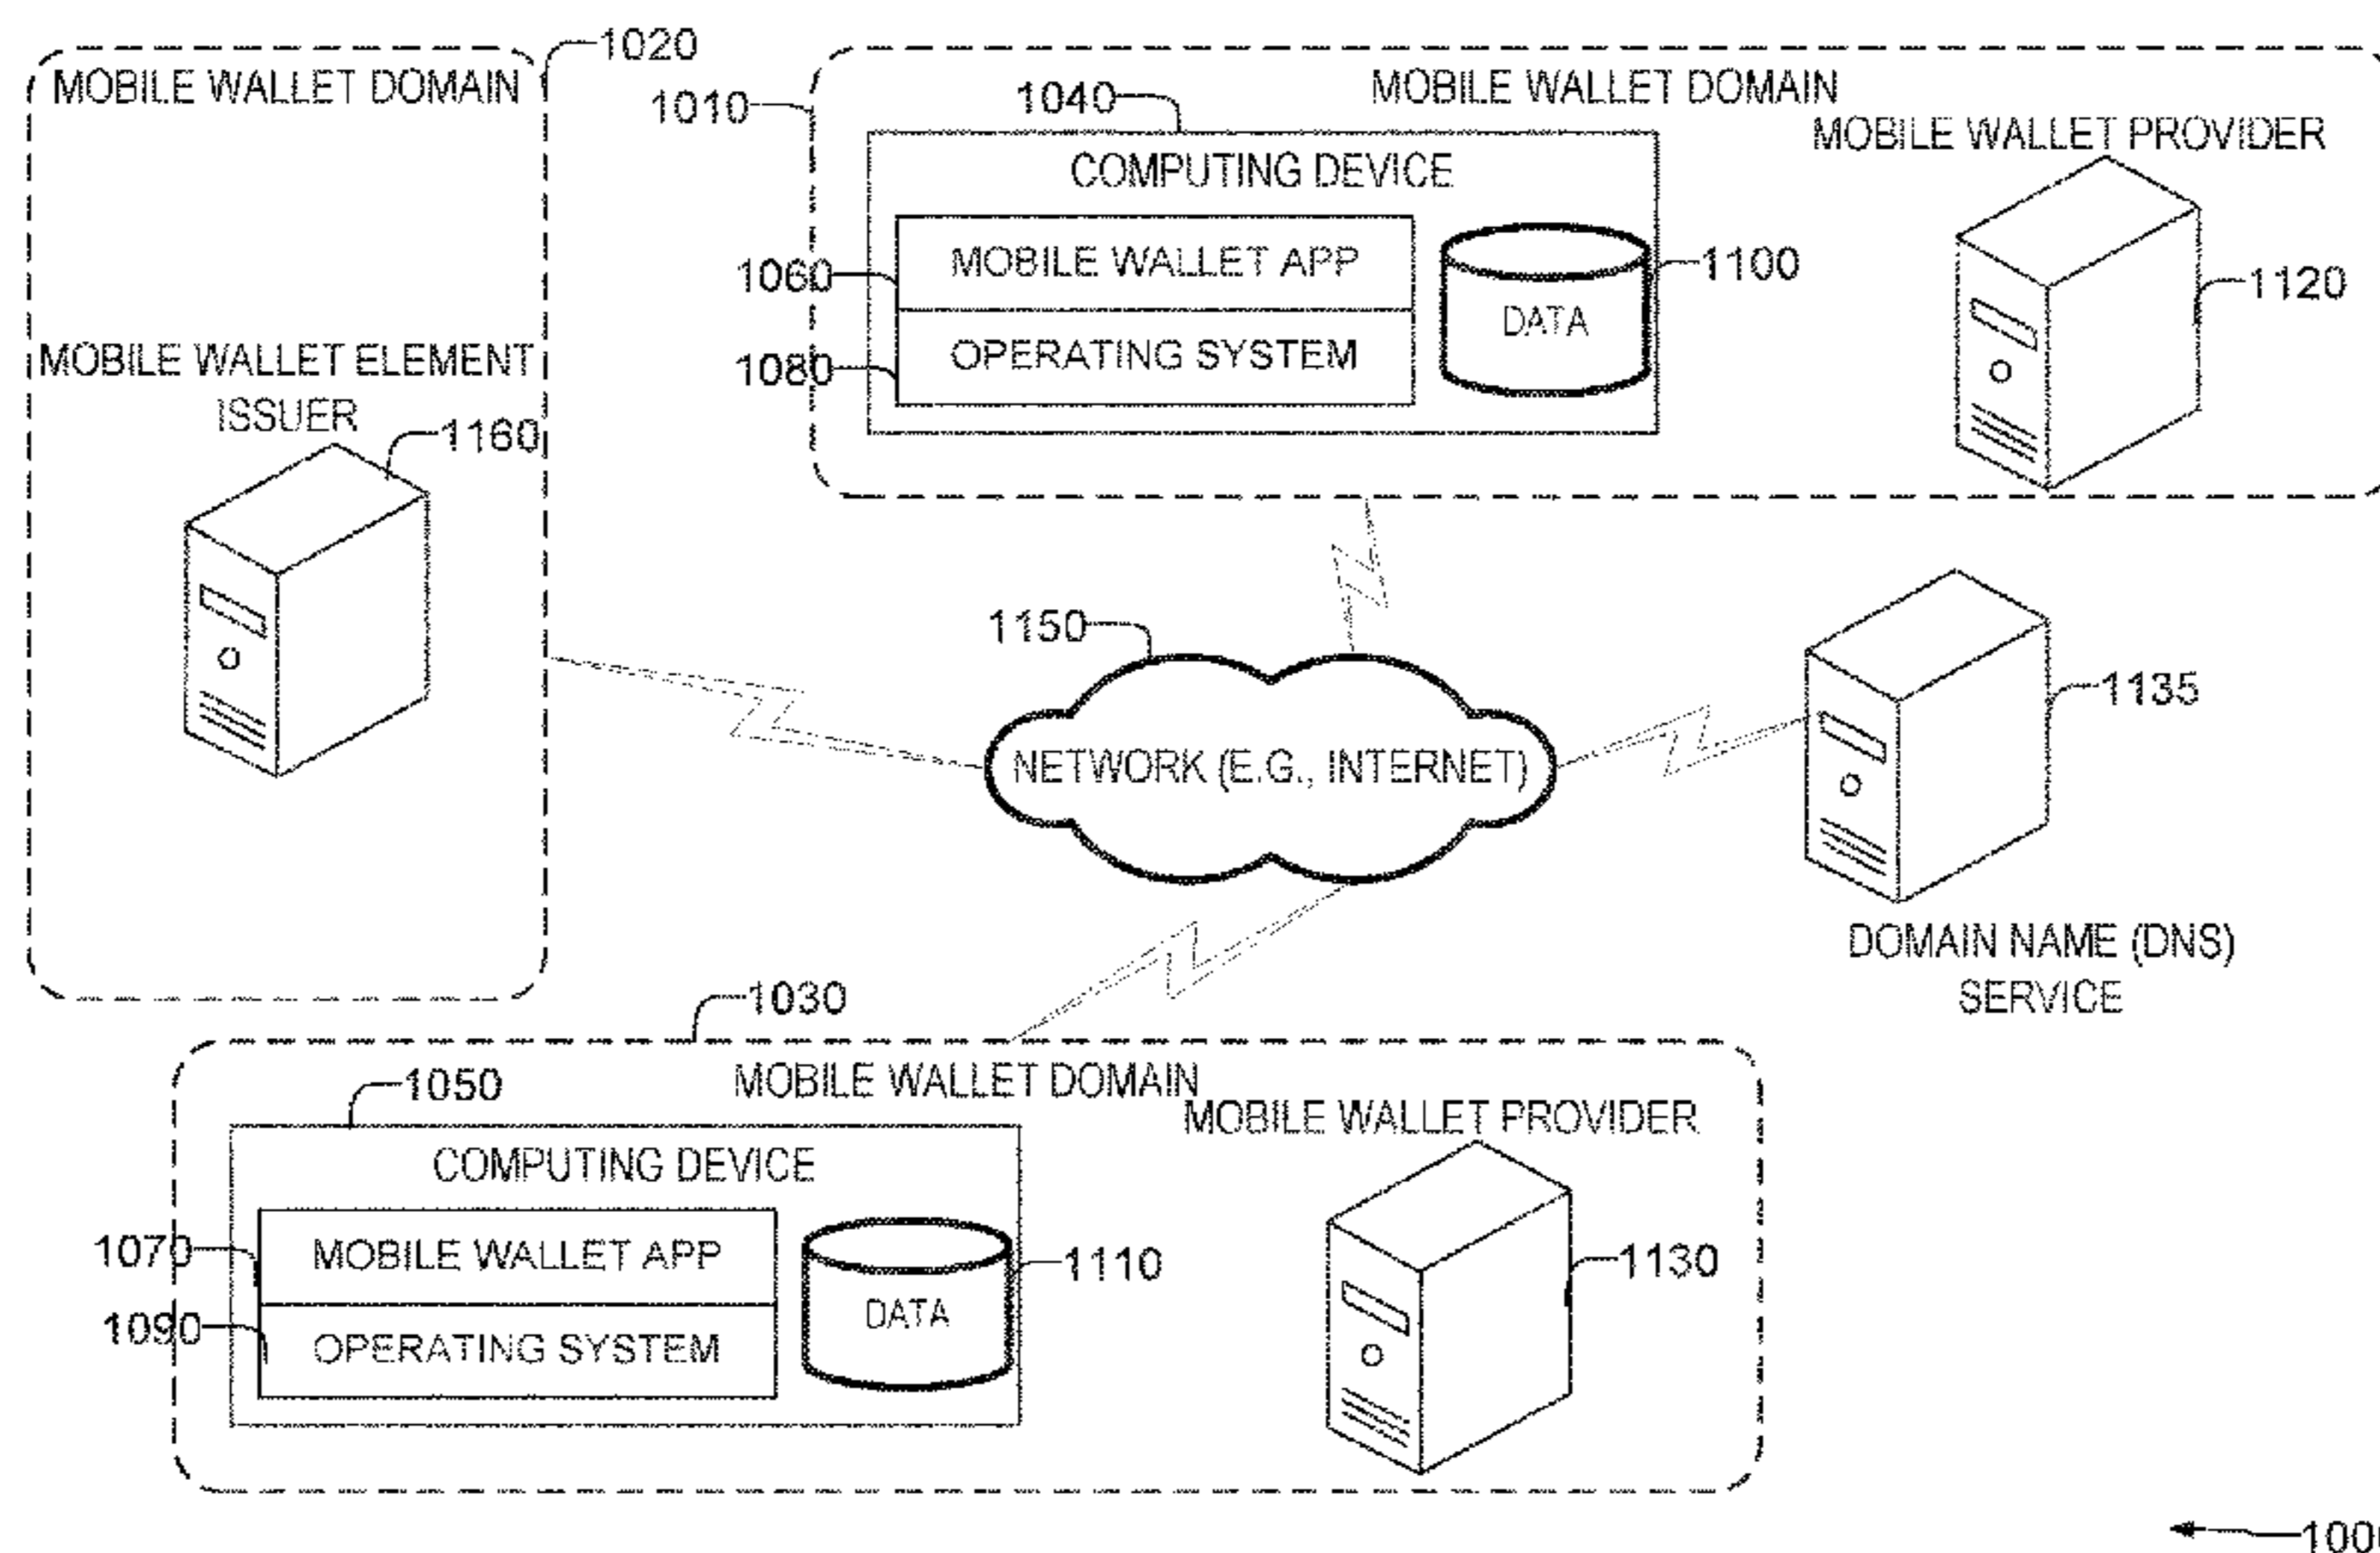 1020
MOBILE WALLET DOMAIN
1010
1040
MOBILE WALLET DOMAIN
MOBILE WALLET PROVIDER
COMPUTING DEVICE
1060
MOBILE WALLET APP
1100
1120
DATA
1080
OPERATING SYSTEM
MOBILE WALLET ELEMENT
ISSUER
1160
1150
1135
NETWORK (E.G., INTERNET)
DOMAIN NAME (DNS)
SERVICE
1030
1050
MOBILE WALLET DOMAIN
MOBILE WALLET PROVIDER
COMPUTING DEVICE
1070
MOBILE WALLET APP
1110
1130
DATA
1090
OPERATING SYSTEM